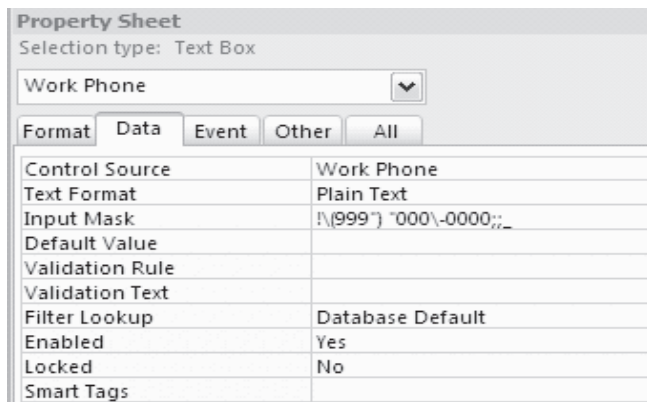 Property Sheet
Selection type: Text Box
Work Phone
Format Data Event Other All
Control Source Work Phone
Text Format Plain Text
Input Mask !\(999") "000\-0000;;_
Default Value
Validation Rule
Validation Text
Filter Lookup Database Default
Enabled Yes
Locked No
Smart Tags